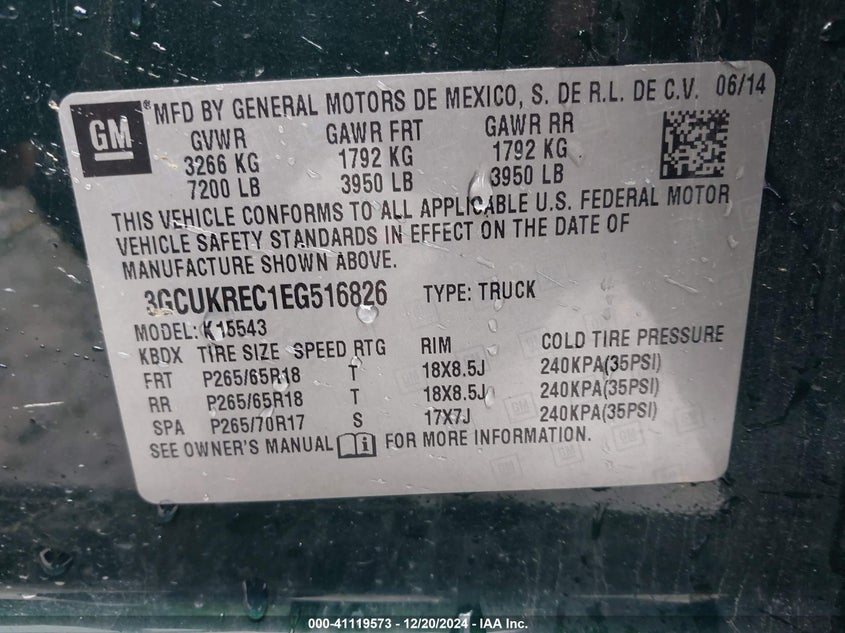 GM ® MFD BY GENERAL MOTORS DE MEXICO, S. DE R.L. DE C.V. 06/14
GVWR GAWR FRT GAWR RR
3266 KG 1792 KG 1792 KG
7200 LB 3950 LB 3950 LB
THIS VEHICLE CONFORMS TO ALL APPLICABLE U.S. FEDERAL MOTOR
VEHICLE SAFETY STANDARDS IN EFFECT ON THE DATE OF
MANUFACTURE SHOWN ABOVE.
3GCUKREC1EG516826 TYPE: TRUCK
MODEL: K15543
KBDX TIRE SIZE SPEED RTG RIM COLD TIRE PRESSURE
FRT P265/65R18 T 18X8.5J 240KPA(35PSI)
RR P265/65R18 T 18X8.5J 240KPA(35PSI)
SPA P265/70R17 S 17X7J 240KPA(35PSI)
SEE OWNER'S MANUAL FOR MORE INFORMATION.
000-41119573 - 12/20/2024 - IAA Inc.